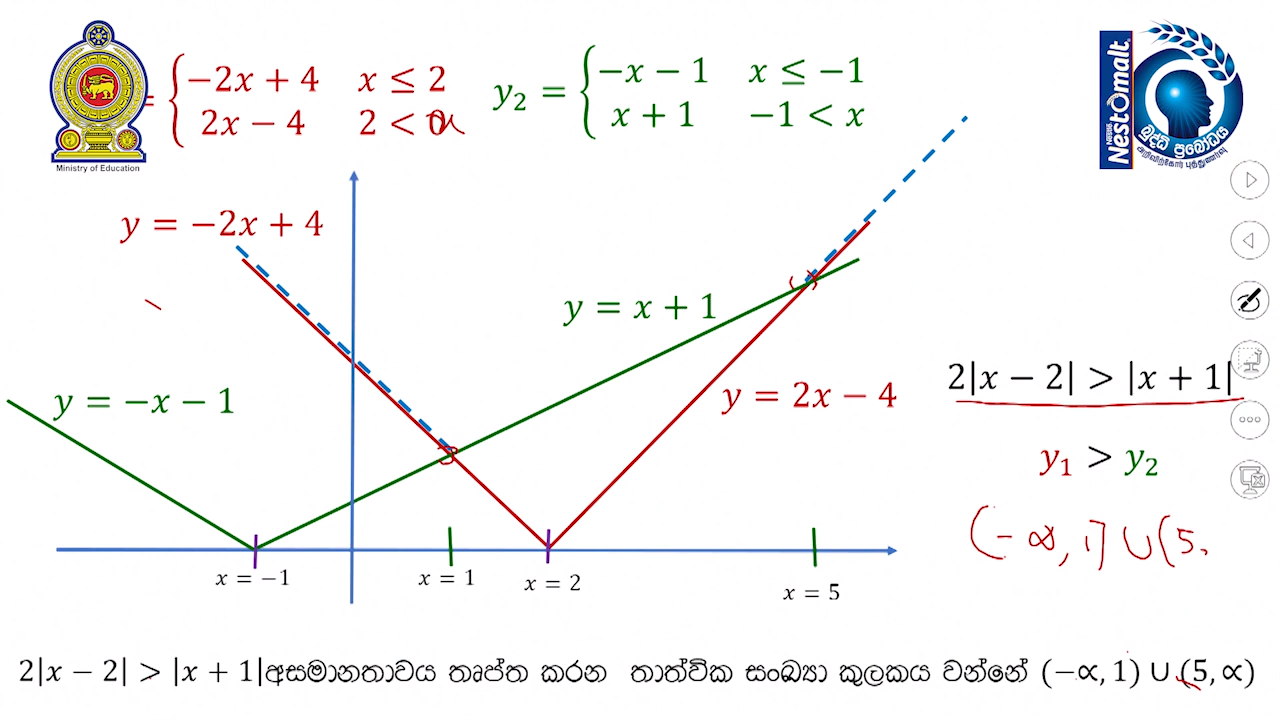 = { −2x + 4 x ≤ 2
2x − 4 2 < x
y₂ = { −x − 1 x ≤ −1
x + 1 −1 < x
Ministry of Education
Nestomalt
බුද්ධි ප්‍රබෝධය
y = −2x + 4
y = x + 1
y = −x − 1
y = 2x − 4
2|x − 2| > |x + 1|
y₁ > y₂
(−∝, 1) ∪ (5,
x = −1
x = 1
x = 2
x = 5
2|x − 2| > |x + 1|අසමානතාවය තෘප්ත කරන තාත්වික සංඛ්‍යා කුලකය වන්නේ (−∝, 1) ∪ (5, ∝)